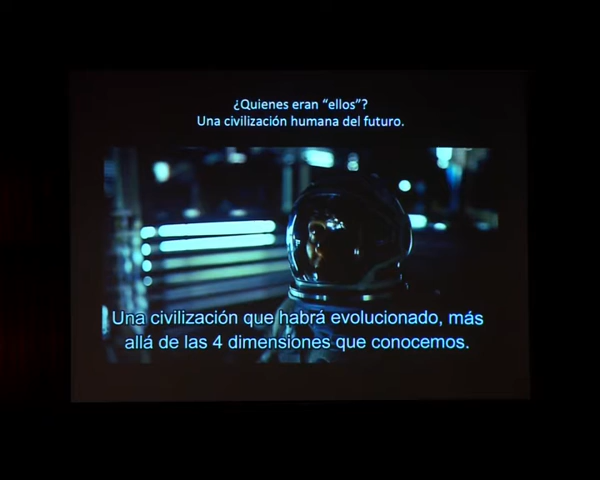 ¿Quienes eran “ellos”?
Una civilización humana del futuro.
Una civilización que habrá evolucionado, más
allá de las 4 dimensiones que conocemos.